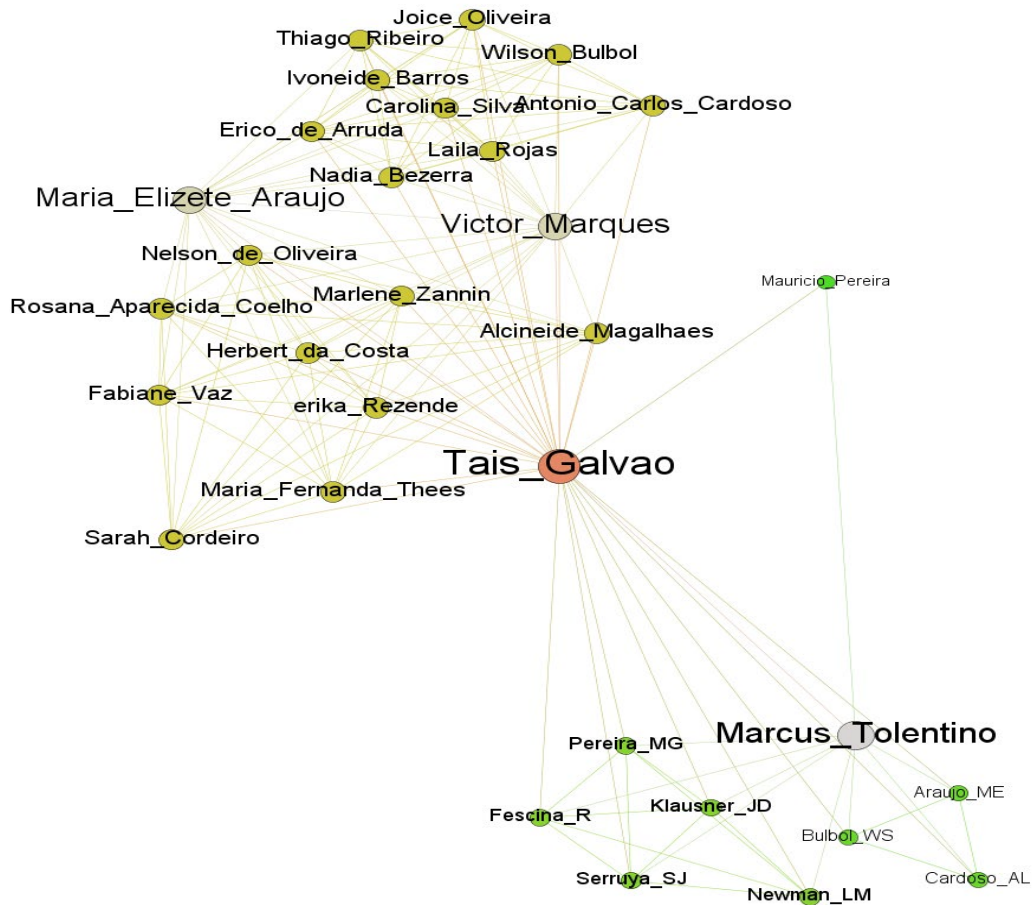 Joice_Oliveira
Thiago_Ribeiro
Wilson_Bulbol
Ivoneide_Barros
Carolina_Silva
Antonio_Carlos_Cardoso
Erico_de_Arruda
Laila_Rojas
Nadia_Bezerra
Maria_Elizete_Araujo
Victor_Marques
Nelson_de_Oliveira
Mauricio_Pereira
Marlene_Zannin
Rosana_Aparecida_Coelho
Alcineide_Magalhaes
Herbert_da_Costa
Fabiane_Vaz
erika_Rezende
Tais_Galvao
Maria_Fernanda_Thees
Sarah_Cordeiro
Marcus_Tolentino
Pereira_MG
Araujo_ME
Klausner_JD
Fescina_R
Bulbol_WS
Serruya_SJ
Cardoso_AL
Newman_LM